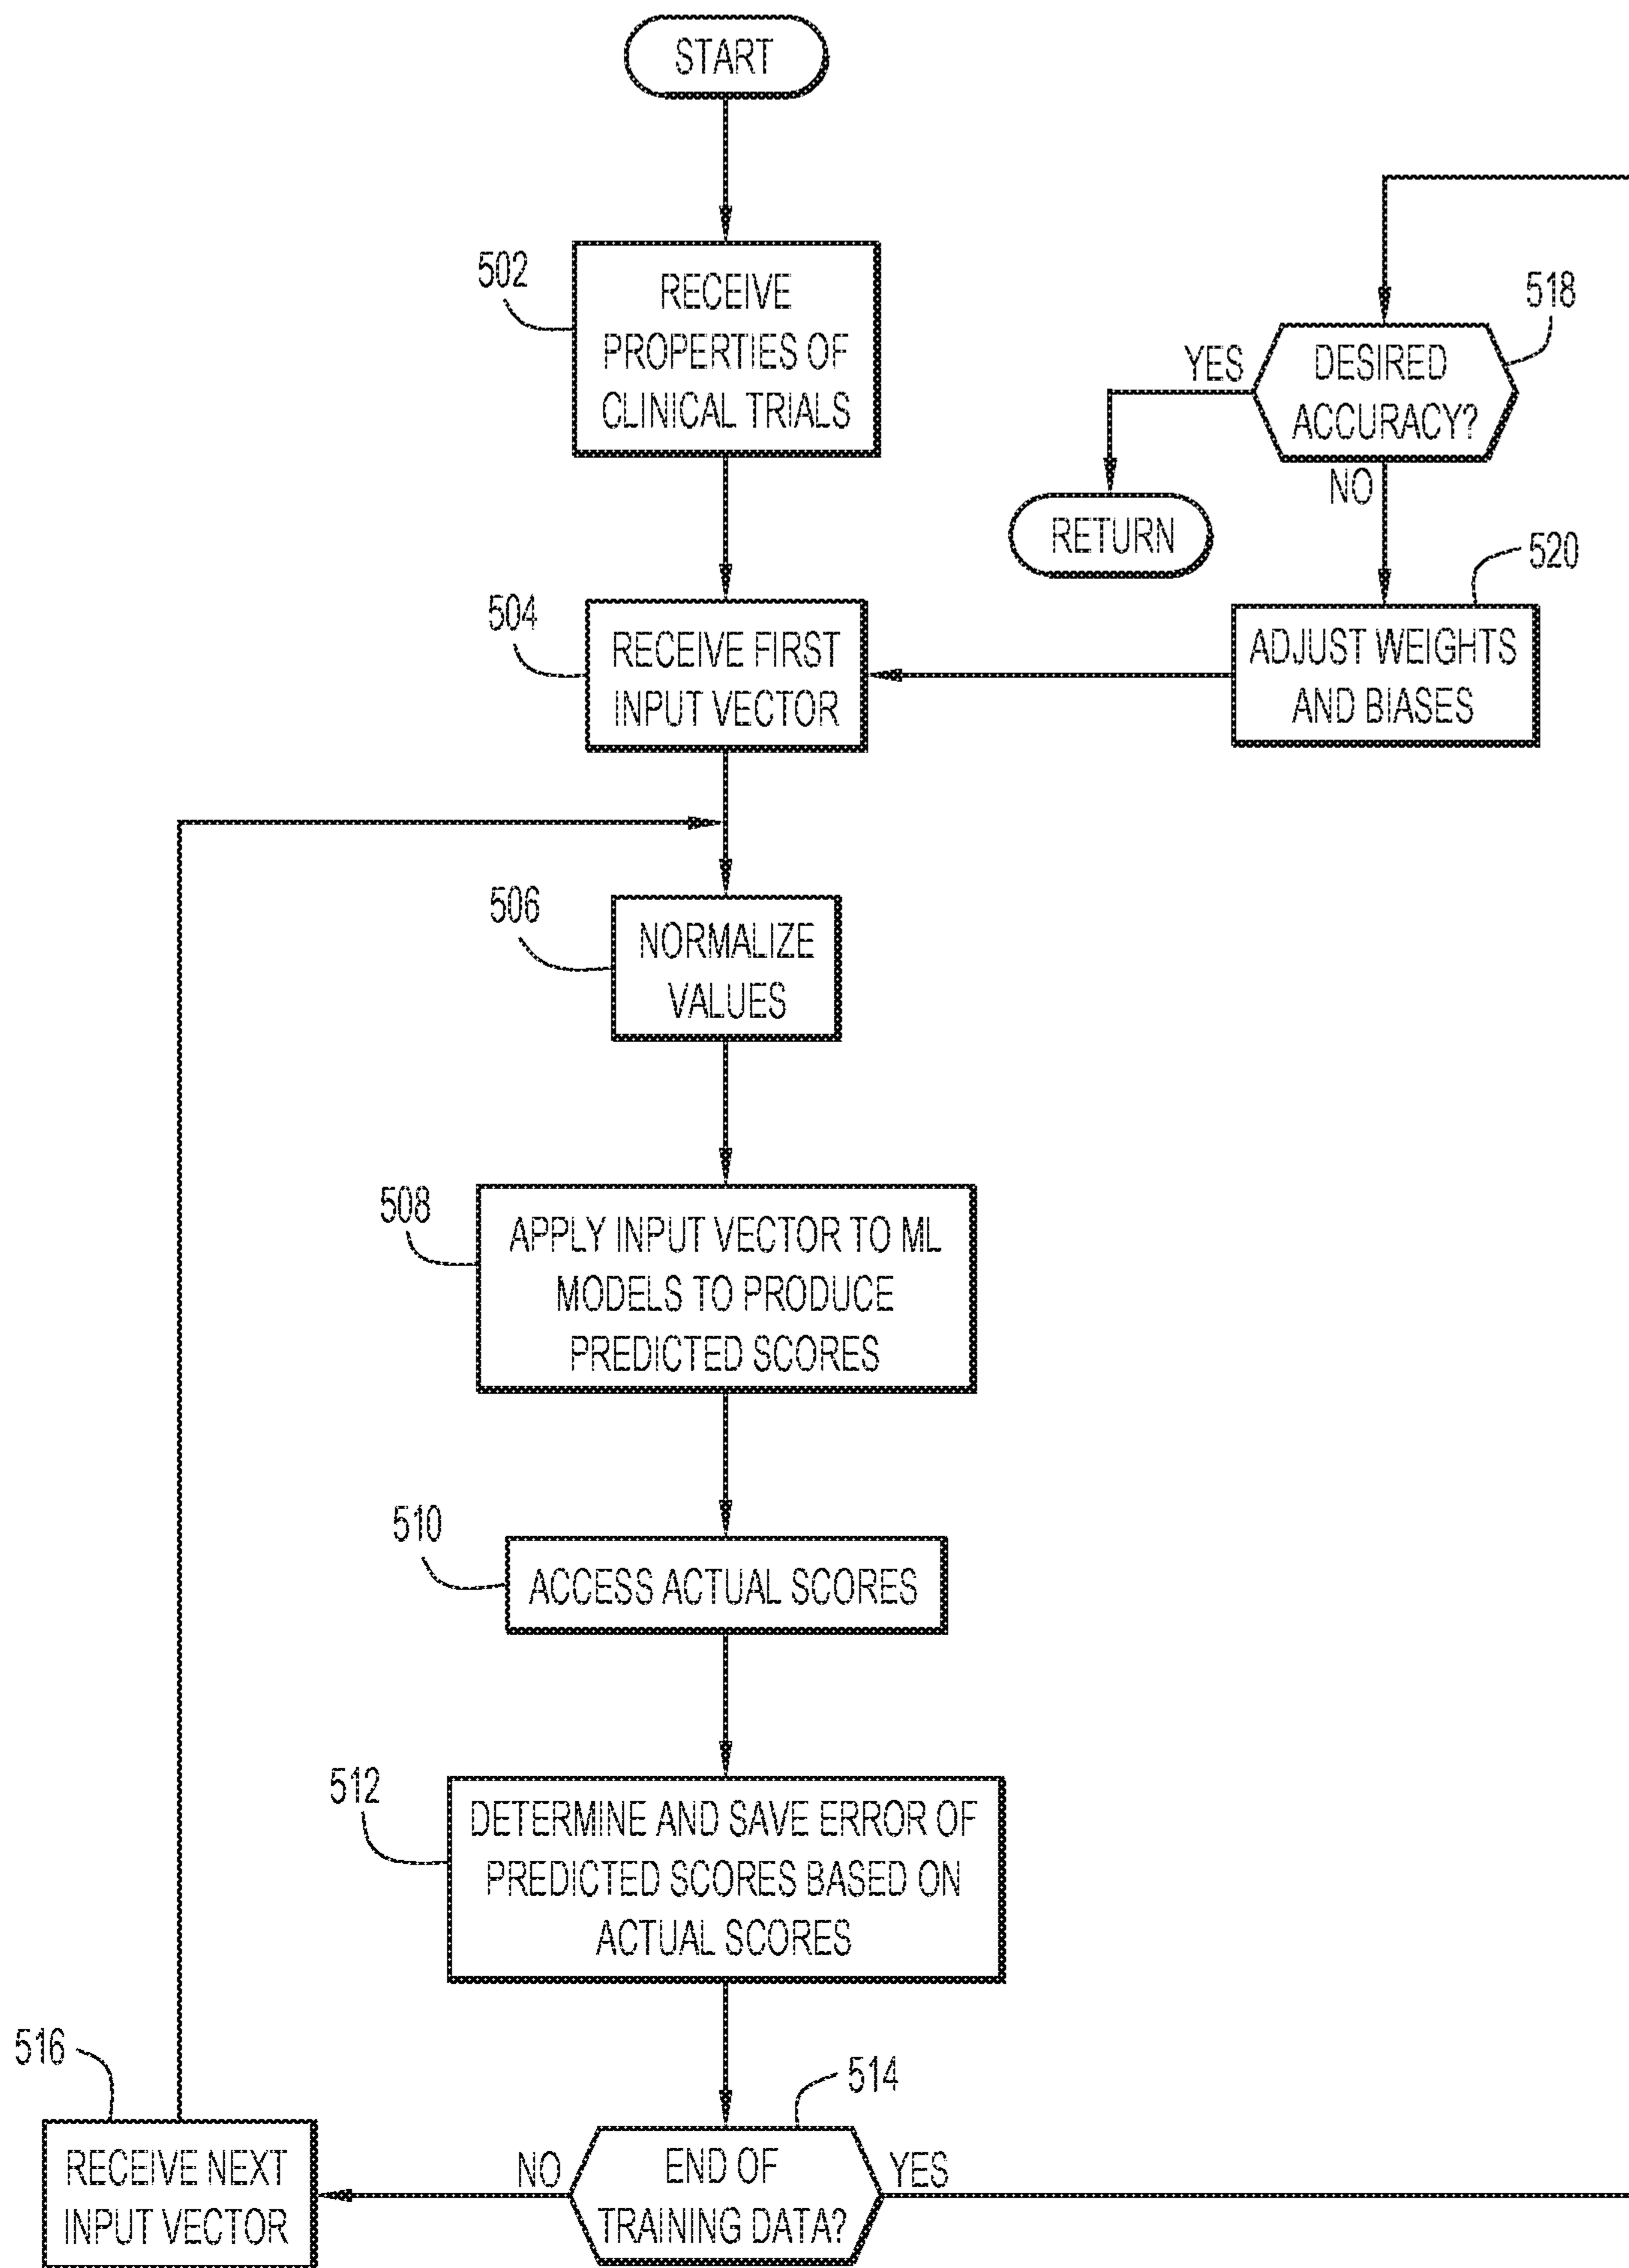 START
502
RECEIVE
PROPERTIES OF
CLINICAL TRIALS
504
RECEIVE FIRST
INPUT VECTOR
506
NORMALIZE
VALUES
508
APPLY INPUT VECTOR TO ML
MODELS TO PRODUCE
PREDICTED SCORES
510
ACCESS ACTUAL SCORES
512
DETERMINE AND SAVE ERROR OF
PREDICTED SCORES BASED ON
ACTUAL SCORES
514
END OF
TRAINING DATA?
NO
YES
516
RECEIVE NEXT
INPUT VECTOR
518
DESIRED
ACCURACY?
YES
RETURN
NO
520
ADJUST WEIGHTS
AND BIASES